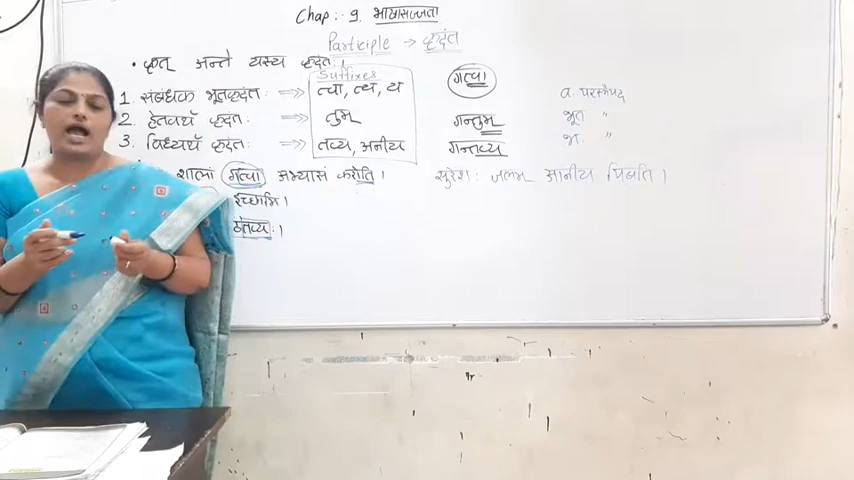 Chap :- 9. भाषासज्जता
Participle → कृदंत
• कृत् अन्ते यस्य कृदंतः ।
Suffixes
1. संबंधक भूतकृदंतः ⇒ त्वा, त्य, य गत्वा
2. हेत्वर्थ कृदंतः ⇒ तुम् गन्तुम्
3. विध्यर्थ कृदंतः ⇒ तव्य, अनीय गन्तव्य
a. परस्मैपद
भूत "
"
शालां गत्वा अभ्यासं करोति । सुरेशः जलम् आनीय पिबति ।
ईच्छामि ।